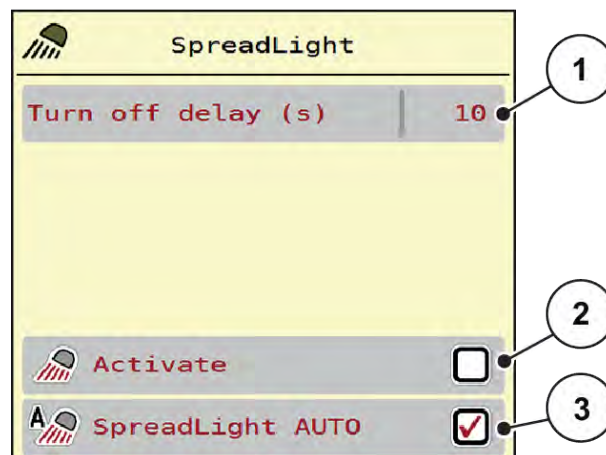 SpreadLight
1
Turn off delay (s) 10
2
Activate
A SpreadLight AUTO
3